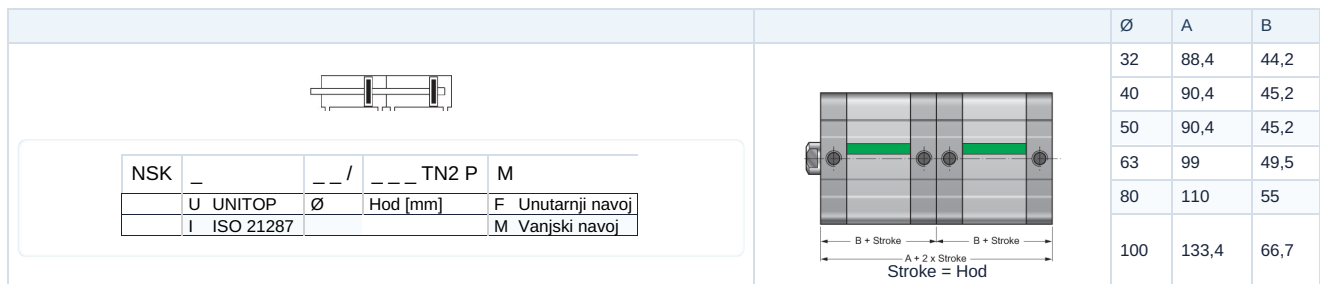 Ø A B
32 88,4 44,2
40 90,4 45,2
50 90,4 45,2
63 99 49,5
80 110 55
100 133,4 66,7
NSK _ _ _ / _ _ _ TN2 P M
U UNITOP Ø Hod [mm] F Unutarnji navoj
I ISO 21287 M Vanjski navoj
B + Stroke B + Stroke
A + 2 x Stroke
Stroke = Hod